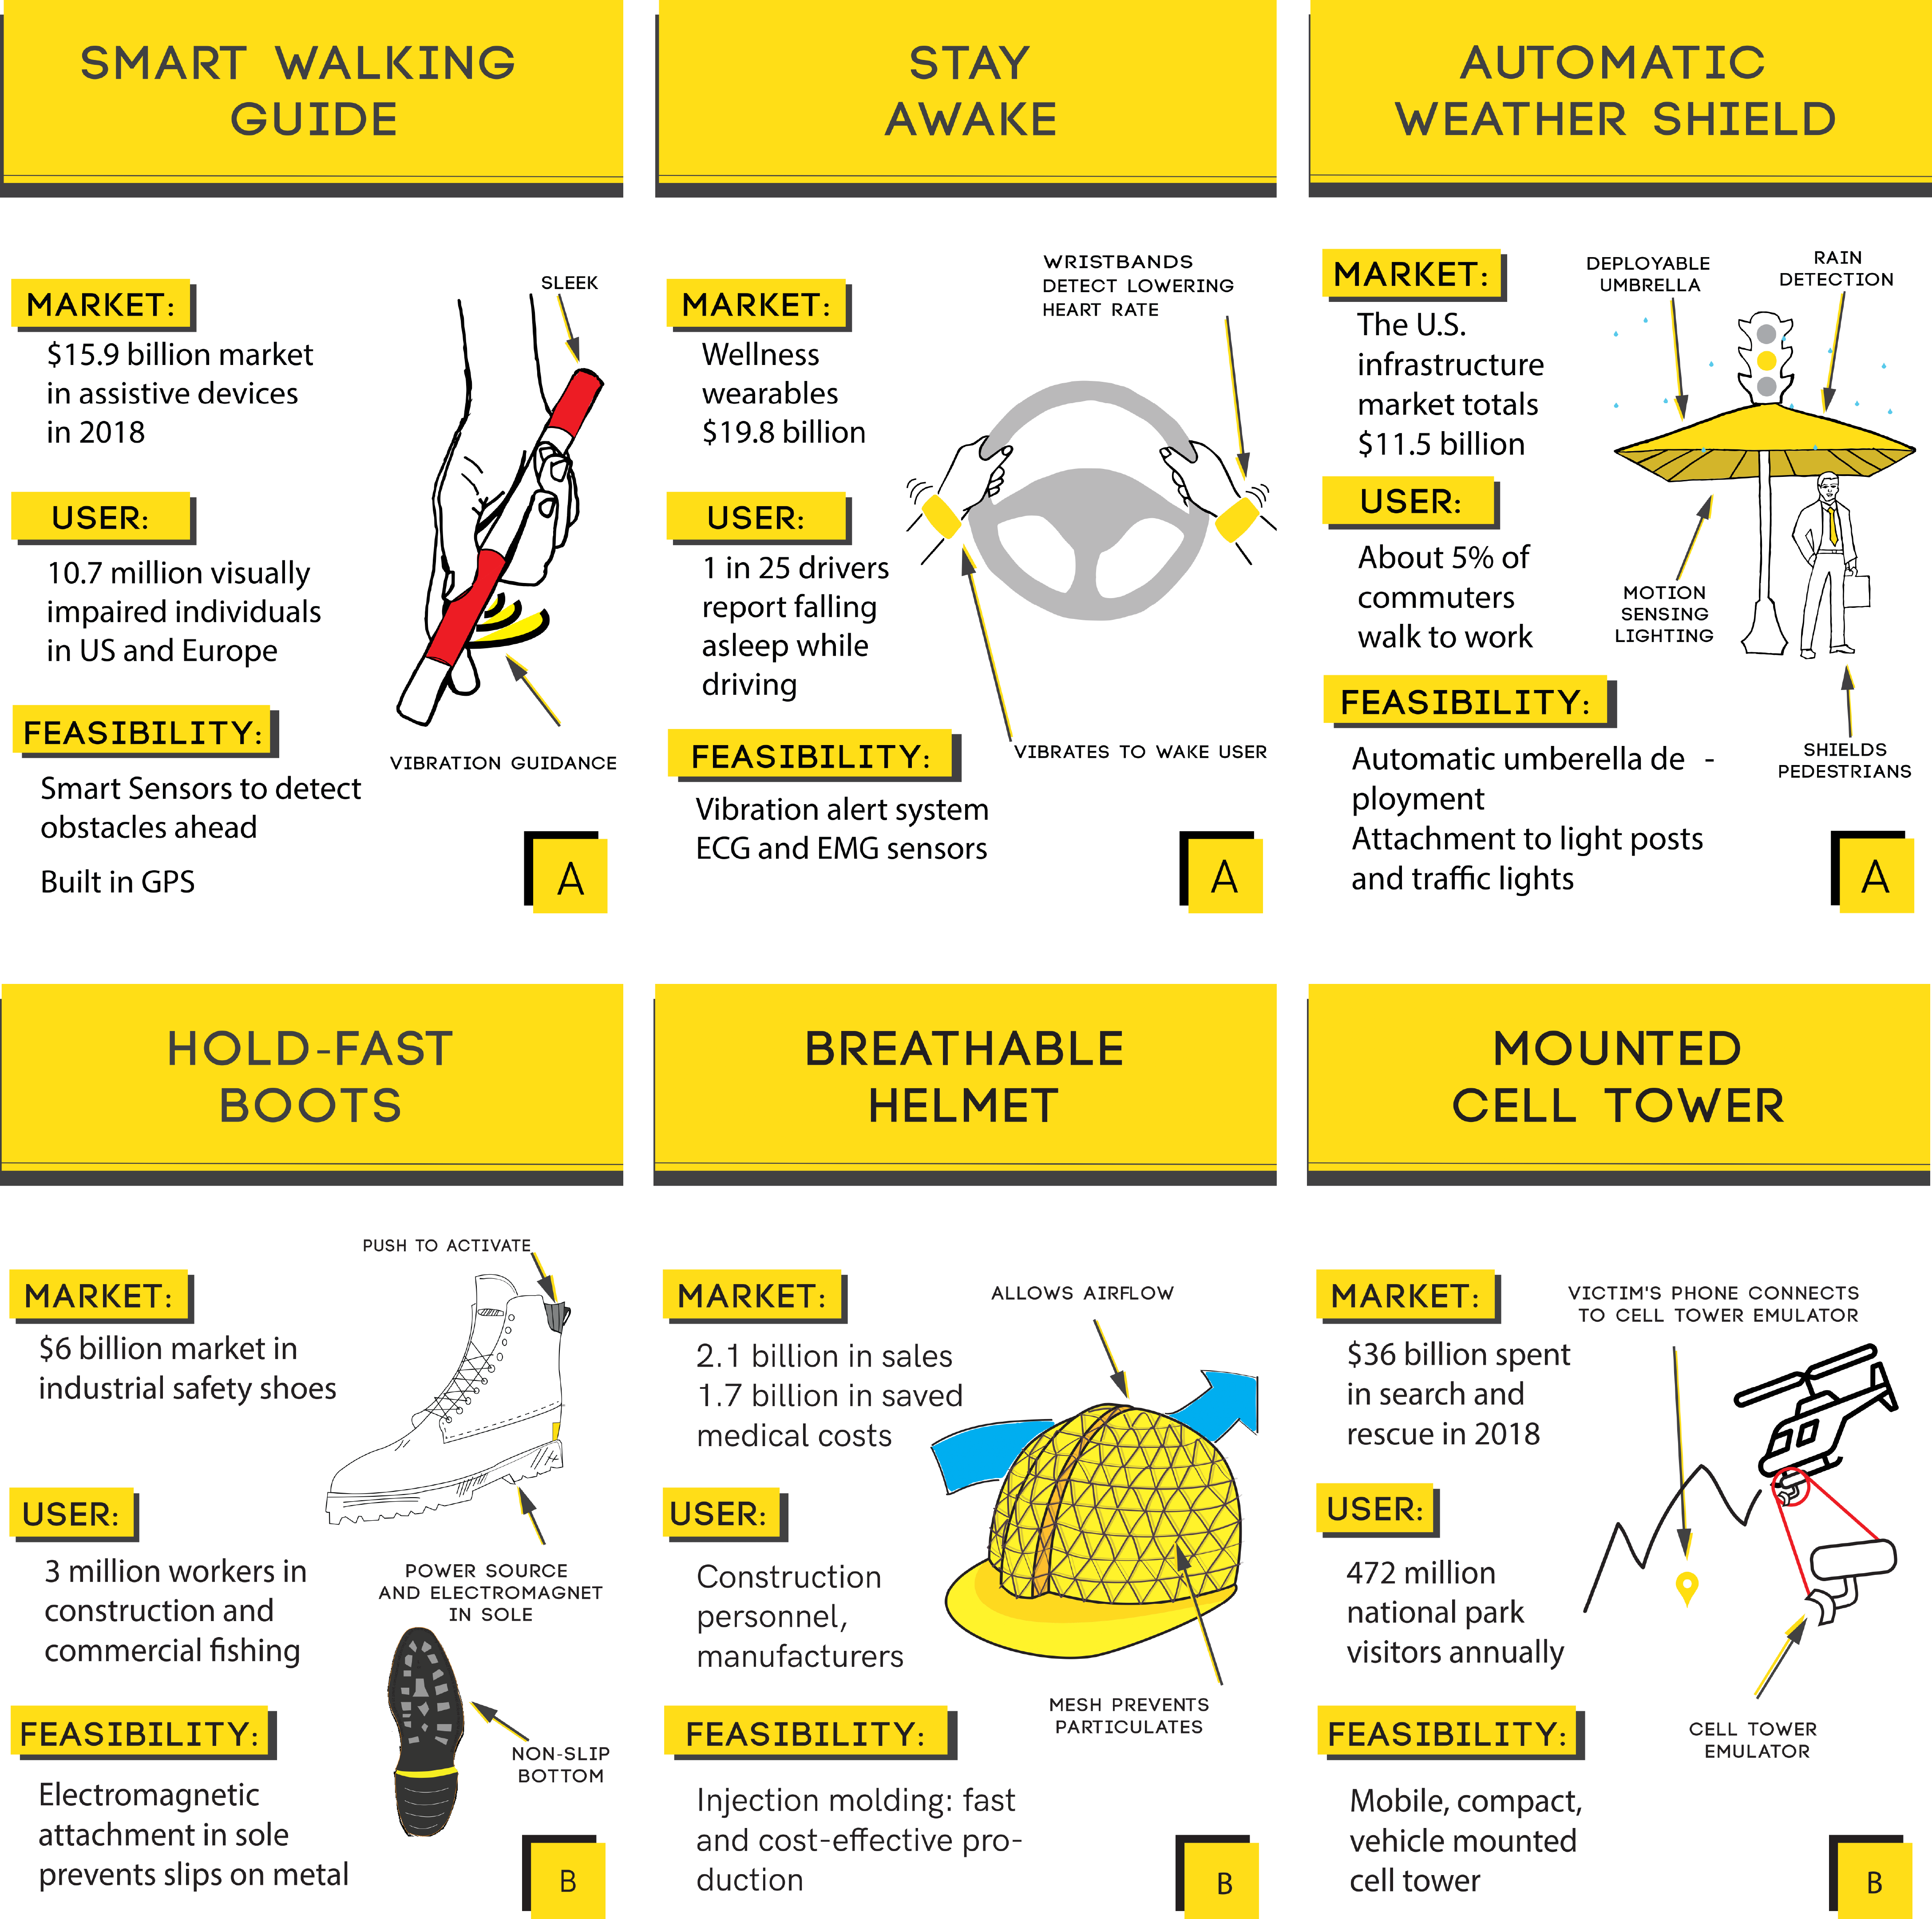 SMART WALKING
GUIDE
SLEEK
MARKET:
$15.9 billion market
in assistive devices
in 2018
USER:
10.7 million visually
impaired individuals
in US and Europe
FEASIBILITY:
Smart Sensors to detect
obstacles ahead
Built in GPS
VIBRATION GUIDANCE
A
STAY
AWAKE
WRISTBANDS
DETECT LOWERING
HEART RATE
MARKET:
Wellness
wearables
$19.8 billion
USER:
1 in 25 drivers
report falling
asleep while
driving
FEASIBILITY:
Vibration alert system
ECG and EMG sensors
VIBRATES TO WAKE USER
A
AUTOMATIC
WEATHER SHIELD
MARKET:
The U.S.
infrastructure
market totals
$11.5 billion
DEPLOYABLE
UMBRELLA
RAIN
DETECTION
USER:
About 5% of
commuters
walk to work
MOTION
SENSING
LIGHTING
FEASIBILITY:
Automatic umberella de -
ployment
Attachment to light posts
and traffic lights
SHIELDS
PEDESTRIANS
A
HOLD-FAST
BOOTS
PUSH TO ACTIVATE
MARKET:
$6 billion market in
industrial safety shoes
USER:
3 million workers in
construction and
commercial fishing
POWER SOURCE
AND ELECTROMAGNET
IN SOLE
FEASIBILITY:
Electromagnetic
attachment in sole
prevents slips on metal
NON-SLIP
BOTTOM
B
BREATHABLE
HELMET
MARKET:
2.1 billion in sales
1.7 billion in saved
medical costs
ALLOWS AIRFLOW
USER:
Construction
personnel,
manufacturers
MESH PREVENTS
PARTICULATES
FEASIBILITY:
Injection molding: fast
and cost-effective pro-
duction
B
MOUNTED
CELL TOWER
MARKET:
$36 billion spent
in search and
rescue in 2018
VICTIM'S PHONE CONNECTS
TO CELL TOWER EMULATOR
USER:
472 million
national park
visitors annually
CELL TOWER
EMULATOR
FEASIBILITY:
Mobile, compact,
vehicle mounted
cell tower
B